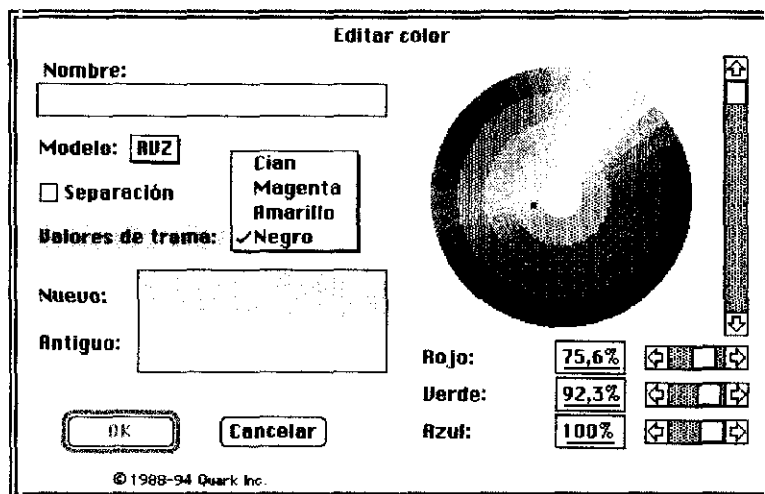 Editar color
Nombre:
Modelo: RVZ
Separación
Valores de trama:
Cian
Magenta
Amarillo
✓Negro
Nuevo:
Antiguo:
Rojo: 75,6%
Verde: 92,3%
Azul: 100%
OK
Cancelar
© 1988-94 Quark Inc.